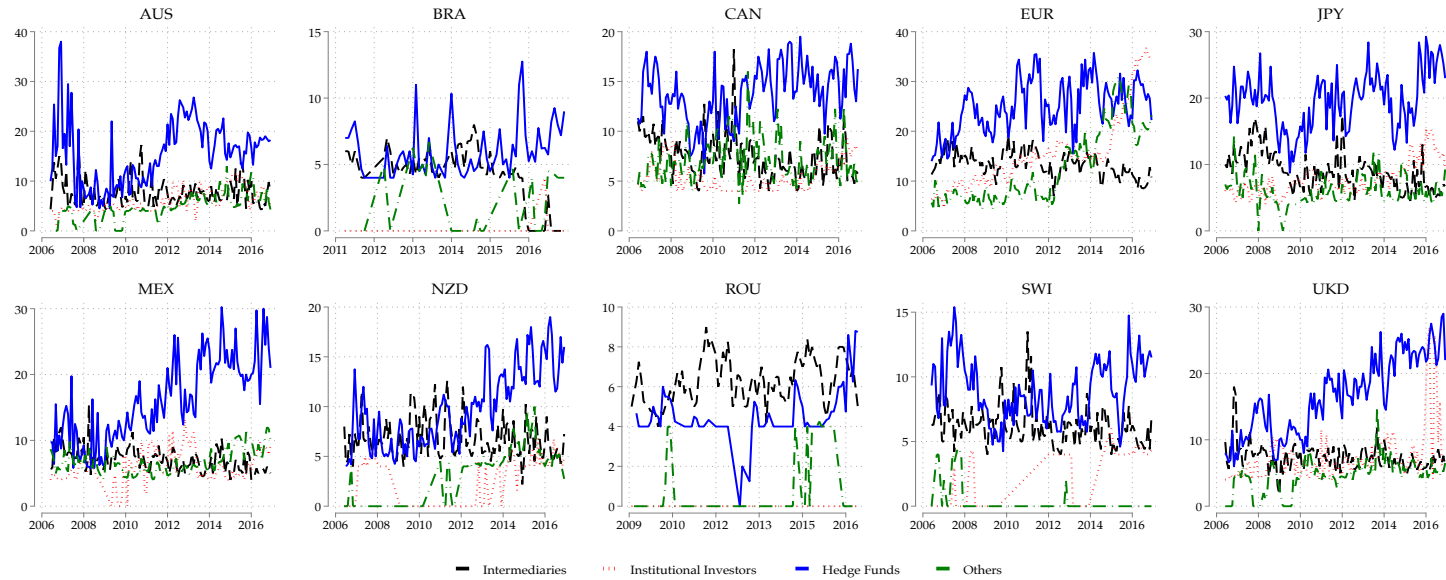 AUS BRA CAN EUR JPY
40 15 20 40 30
30 15 30
10 20
20 10 20
5 10
10 5 10
0 0 0 0 0
2006 2008 2010 2012 2014 2016 2011 2012 2013 2014 2015 2016 2006 2008 2010 2012 2014 2016 2006 2008 2010 2012 2014 2016 2006 2008 2010 2012 2014 2016
MEX NZD ROU SWI UKD
30 20 10 15 30
8
20 15 10 20
6
10
10 4 5 10
5 2
0 0 0 0 0
2006 2008 2010 2012 2014 2016 2006 2008 2010 2012 2014 2016 2009 2010 2012 2013 2015 2016 2006 2008 2010 2012 2014 2016 2006 2008 2010 2012 2014 2016
Intermediaries Institutional Investors Hedge Funds Others